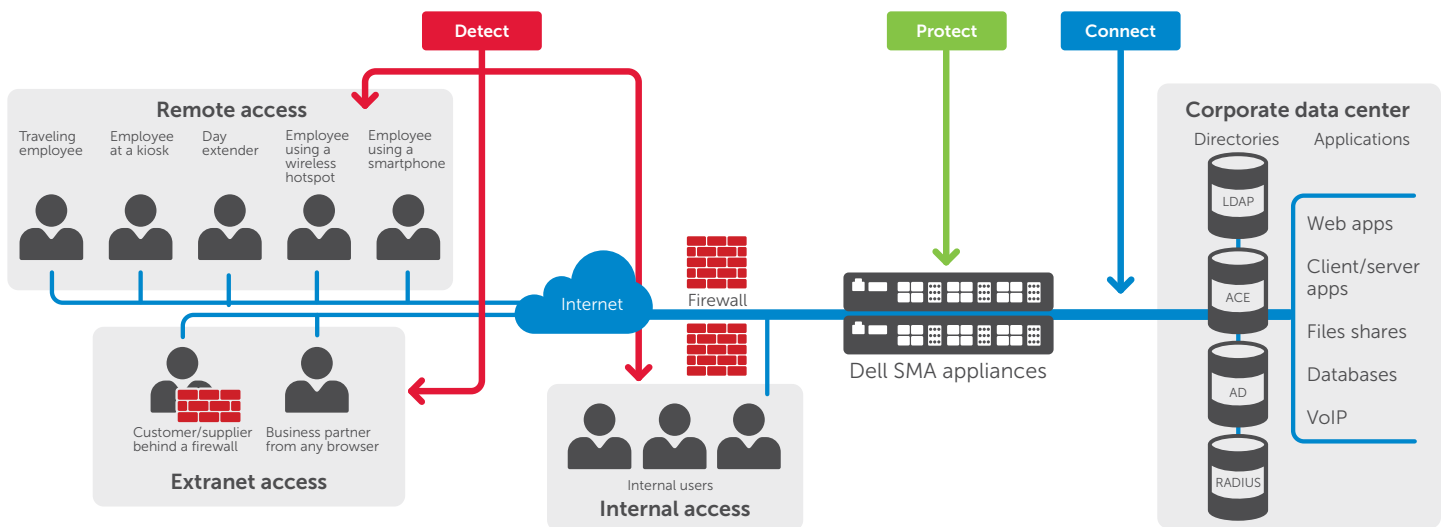 Detect
Protect
Connect
Remote access
Traveling
employee
Employee
at a kiosk
Day
extender
Employee
using a
wireless
hotspot
Employee
using a
smartphone
Internet
Firewall
Dell SMA appliances
Customer/supplier
behind a firewall
Business partner
from any browser
Extranet access
Internal users
Internal access
Corporate data center
Directories
Applications
LDAP
ACE
AD
RADIUS
Web apps
Client/server
apps
Files shares
Databases
VoIP